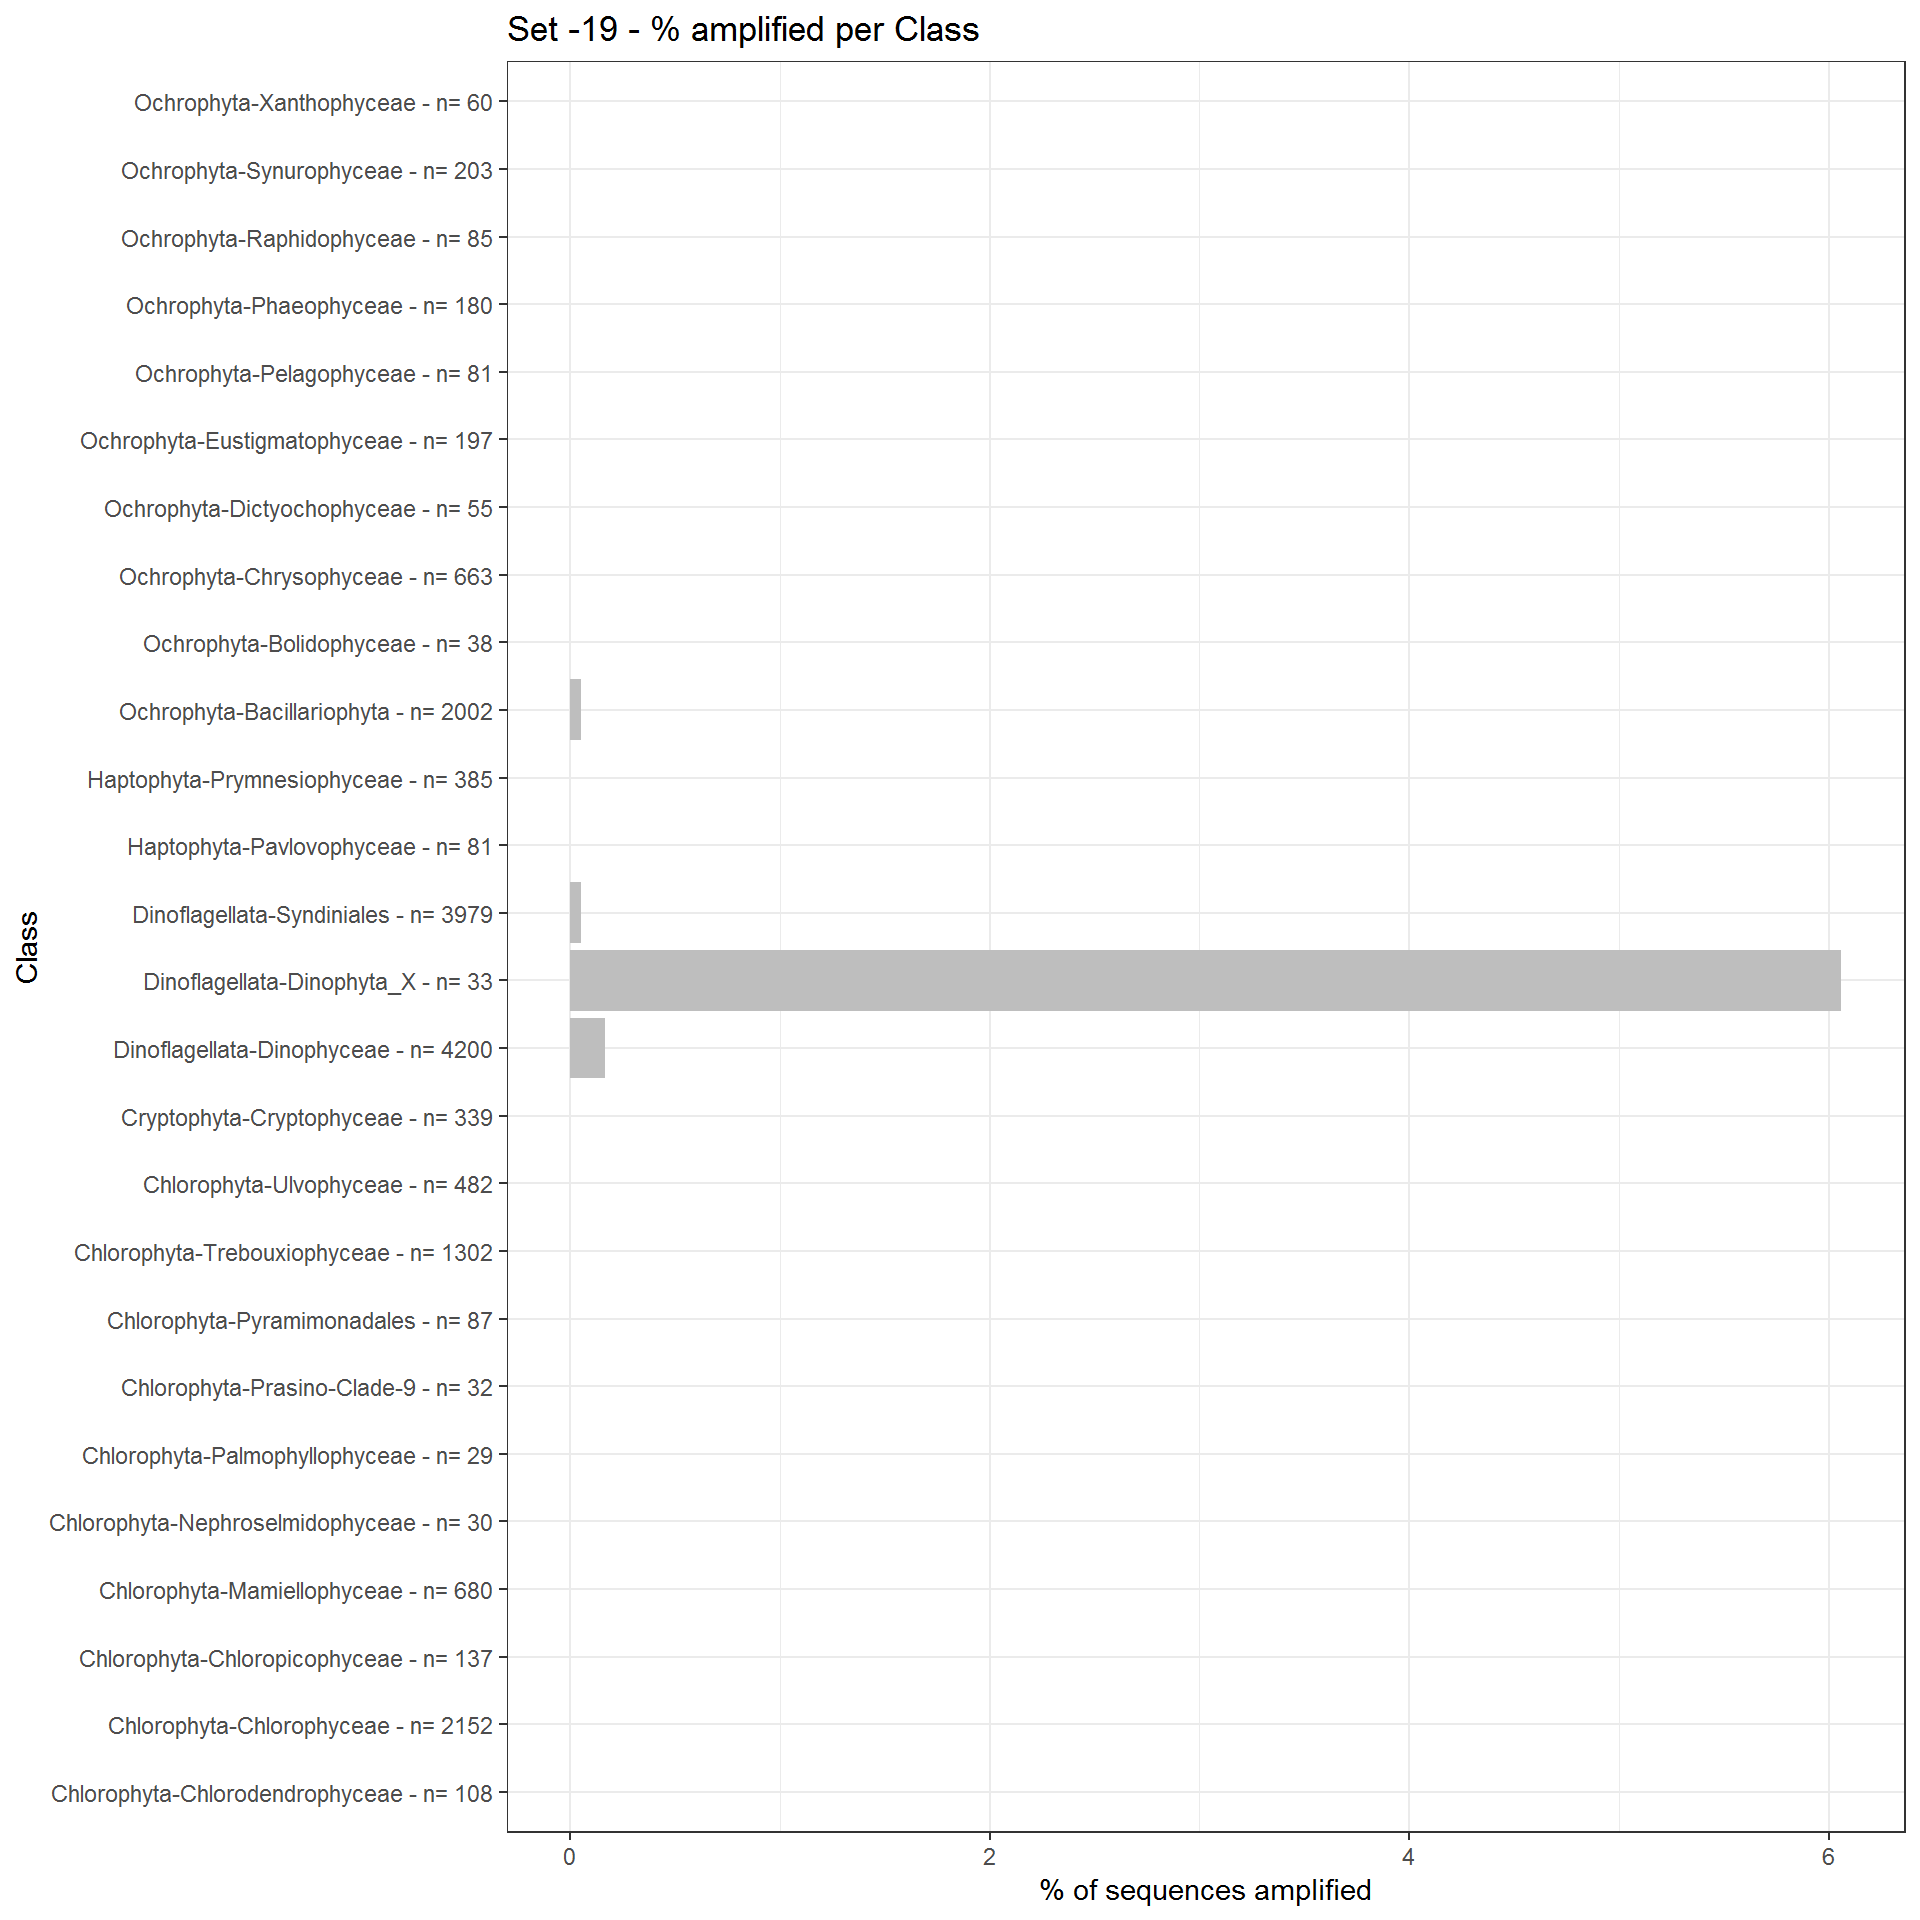 Set -19 - % amplified per Class
Ochrophyta-Xanthophyceae - n= 60
Ochrophyta-Synurophyceae - n= 203
Ochrophyta-Raphidophyceae - n= 85
Ochrophyta-Phaeophyceae - n= 180
Ochrophyta-Pelagophyceae - n= 81
Ochrophyta-Eustigmatophyceae - n= 197
Ochrophyta-Dictyochophyceae - n= 55
Ochrophyta-Chrysophyceae - n= 663
Ochrophyta-Bolidophyceae - n= 38
Ochrophyta-Bacillariophyta - n= 2002
Haptophyta-Prymnesiophyceae - n= 385
Haptophyta-Pavlovophyceae - n= 81
Dinoflagellata-Syndiniales - n= 3979
Dinoflagellata-Dinophyta_X - n= 33
Dinoflagellata-Dinophyceae - n= 4200
Cryptophyta-Cryptophyceae - n= 339
Chlorophyta-Ulvophyceae - n= 482
Chlorophyta-Trebouxiophyceae - n= 1302
Chlorophyta-Pyramimonadales - n= 87
Chlorophyta-Prasino-Clade-9 - n= 32
Chlorophyta-Palmophyllophyceae - n= 29
Chlorophyta-Nephroselmidophyceae - n= 30
Chlorophyta-Mamiellophyceae - n= 680
Chlorophyta-Chloropicophyceae - n= 137
Chlorophyta-Chlorophyceae - n= 2152
Chlorophyta-Chlorodendrophyceae - n= 108
Class
0 2 4 6
% of sequences amplified